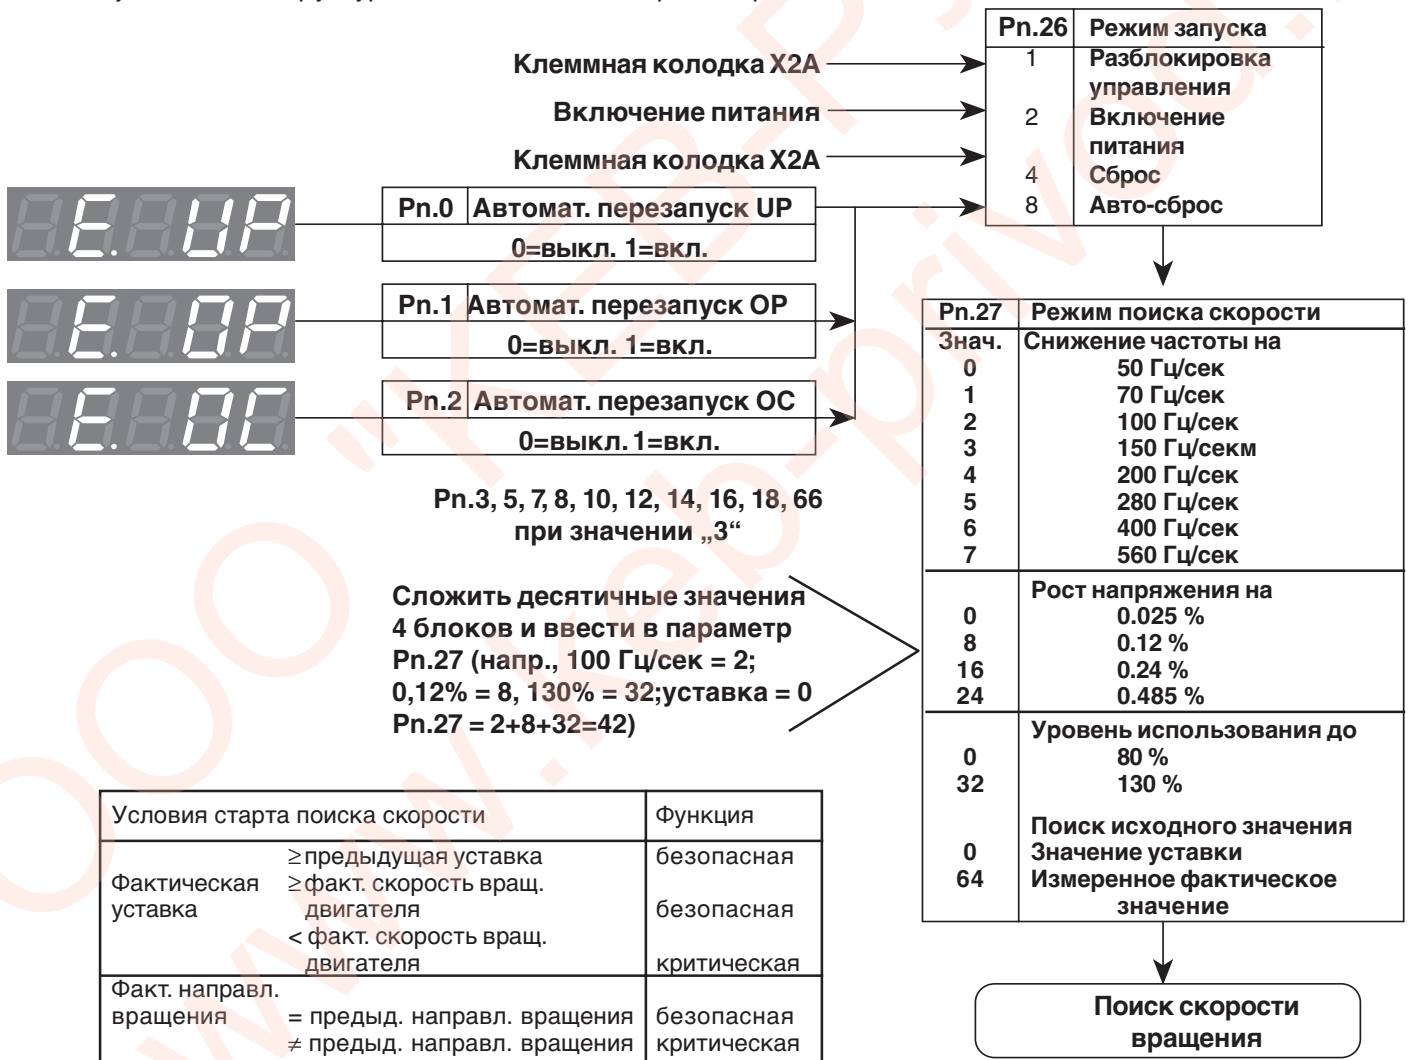 Pn.26 Режим запуска
1 Разблокировка
управления
2 Включение
питания
4 Сброс
8 Авто-сброс
Клеммная колодка X2A
Включение питания
Клеммная колодка X2A
E. UP
Pn.0 Автомат. перезапуск UP
0=выкл. 1=вкл.
E. OP
Pn.1 Автомат. перезапуск OP
0=выкл. 1=вкл.
E. OC
Pn.2 Автомат. перезапуск OC
0=выкл. 1=вкл.
Pn.3, 5, 7, 8, 10, 12, 14, 16, 18, 66
при значении „3“
Сложить десятичные значения
4 блоков и ввести в параметр
Pn.27 (напр., 100 Гц/сек = 2;
0,12% = 8, 130% = 32;уставка = 0
Pn.27 = 2+8+32=42)
Pn.27 Режим поиска скорости
Знач. Снижение частоты на
0 50 Гц/сек
1 70 Гц/сек
2 100 Гц/сек
3 150 Гц/секм
4 200 Гц/сек
5 280 Гц/сек
6 400 Гц/сек
7 560 Гц/сек
Рост напряжения на
0 0.025 %
8 0.12 %
16 0.24 %
24 0.485 %
Уровень использования до
0 80 %
32 130 %
Поиск исходного значения
0 Значение уставки
64 Измеренное фактическое
значение
Поиск скорости
вращения
Условия старта поиска скорости Функция
≥предыдущая уставка безопасная
Фактическая ≥факт. скорость вращ.
уставка двигателя безопасная
< факт. скорость вращ.
двигателя критическая
Факт. направл.
вращения = предыд. направл. вращения безопасная
≠ предыд. направл. вращения критическая